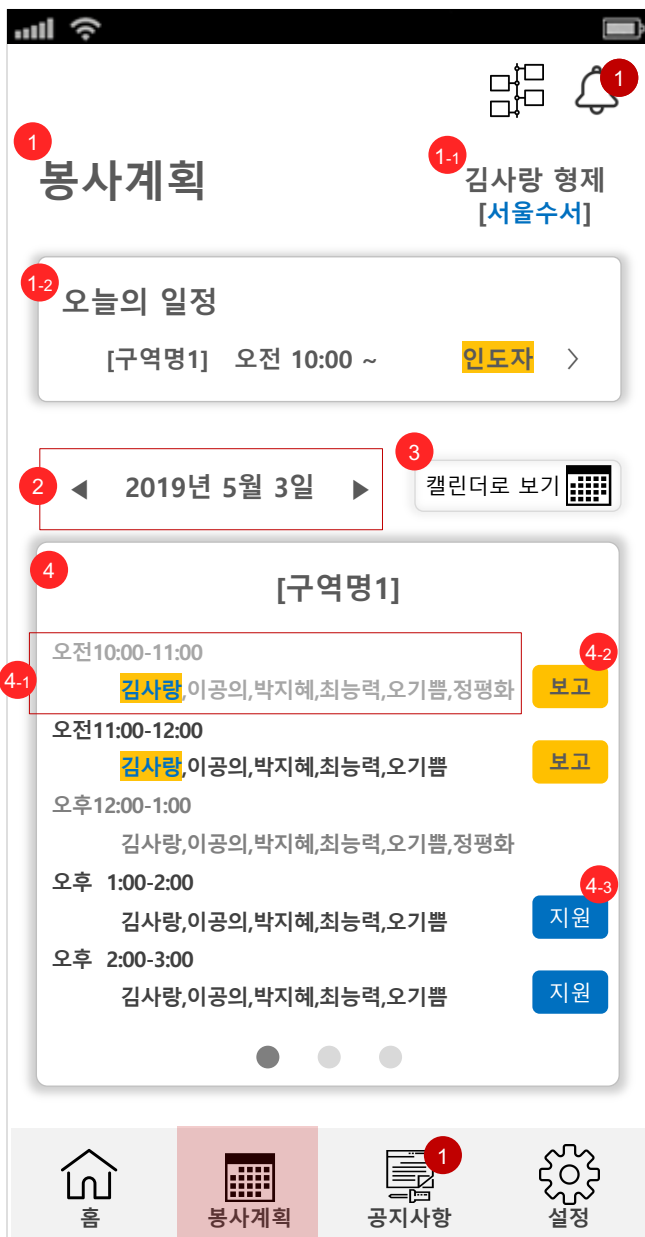 1
1
봉사계획
1-1
김사랑 형제
[서울수서]
1-2
오늘의 일정
[구역명1] 오전 10:00 ~ 인도자 〉
2
◀ 2019년 5월 3일 ▶
3
캘린더로 보기
4
[구역명1]
오전10:00-11:00
4-1
김사랑,이공의,박지혜,최능력,오기쁨,정평화
4-2
보고
오전11:00-12:00
김사랑,이공의,박지혜,최능력,오기쁨
보고
오후12:00-1:00
김사랑,이공의,박지혜,최능력,오기쁨,정평화
오후 1:00-2:00
김사랑,이공의,박지혜,최능력,오기쁨
4-3
지원
오후 2:00-3:00
김사랑,이공의,박지혜,최능력,오기쁨
지원
1
홈 봉사계획 공지사항 설정